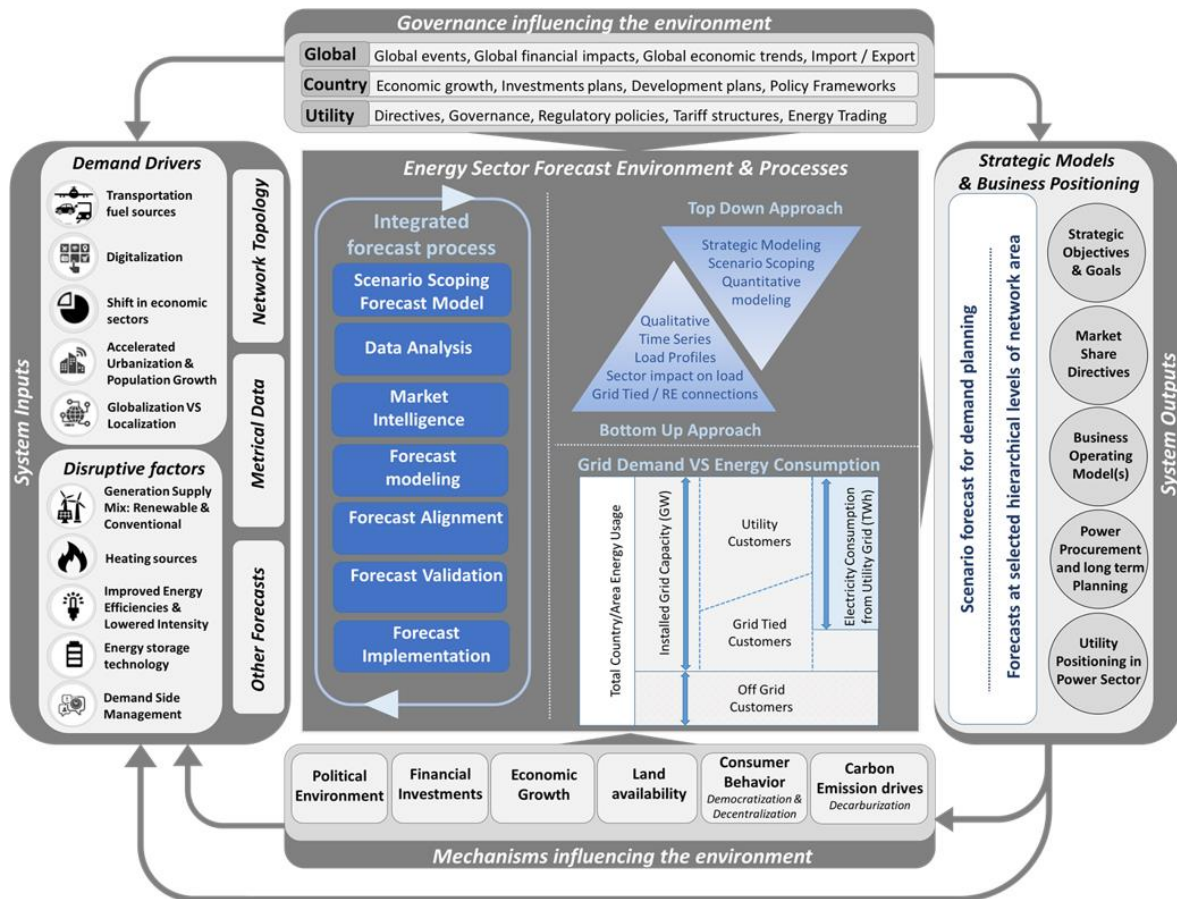 Governance influencing the environment
Global
Global events, Global financial impacts, Global economic trends, Import / Export
Country
Economic growth, Investments plans, Development plans, Policy Frameworks
Utility
Directives, Governance, Regulatory policies, Tariff structures, Energy Trading
System Inputs
Demand Drivers
Transportation
fuel sources
Digitalization
Shift in economic
sectors
Accelerated
Urbanization &
Population Growth
Globalization VS
Localization
Disruptive factors
Generation Supply
Mix: Renewable &
Conventional
Heating sources
Improved Energy
Efficiencies &
Lowered Intensity
Energy storage
technology
Demand Side
Management
Network Topology
Metrical Data
Other Forecasts
Energy Sector Forecast Environment & Processes
Integrated
forecast process
Scenario Scoping
Forecast Model
Data Analysis
Market
Intelligence
Forecast
modeling
Forecast Alignment
Forecast Validation
Forecast
Implementation
Top Down Approach
Strategic Modeling
Scenario Scoping
Quantitative
modeling
Qualitative
Time Series
Load Profiles
Sector impact on load
Grid Tied / RE connections
Bottom Up Approach
Grid Demand VS Energy Consumption
Total Country/Area Energy Usage
Installed Grid Capacity (GW)
Utility
Customers
Grid Tied
Customers
Electricity Consumption
from Utility Grid (TWh)
Off Grid
Customers
Strategic Models
& Business Positioning
Scenario forecast for demand planning
Forecasts at selected hierarchical levels of network area
Strategic
Objectives
& Goals
Market
Share
Directives
Business
Operating
Model(s)
Power
Procurement
and long term
Planning
Utility
Positioning in
Power Sector
System Outputs
Political
Environment
Financial
Investments
Economic
Growth
Land
availability
Consumer
Behavior
Democratization &
Decentralization
Carbon
Emission drives
Decarburization
Mechanisms influencing the environment